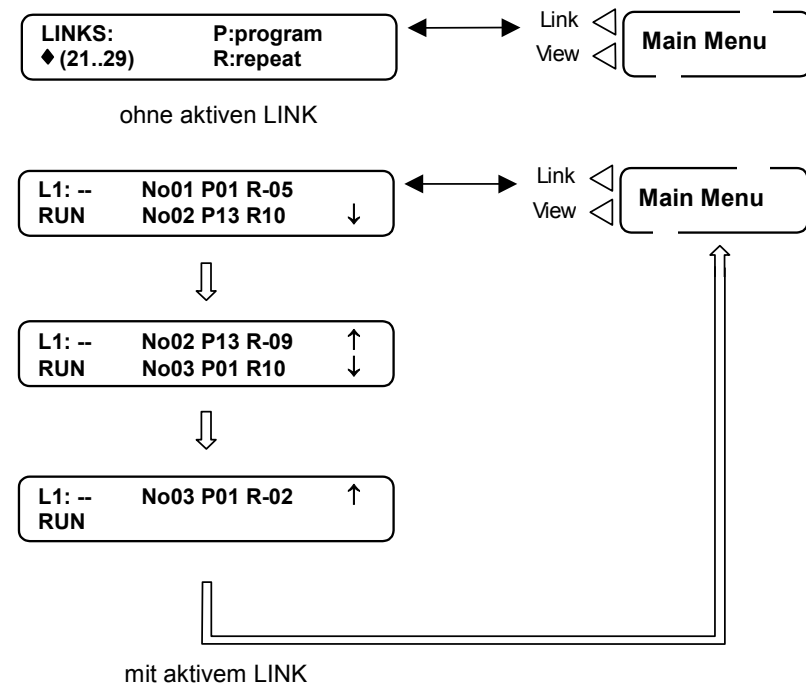 LINKS: P:program
♦ (21..29) R:repeat
Link
View
Main Menu
ohne aktiven LINK
L1: -- No01 P01 R-05
RUN No02 P13 R10 ↓
Link
View
Main Menu
L1: -- No02 P13 R-09 ↑
RUN No03 P01 R10 ↓
L1: -- No03 P01 R-02 ↑
RUN
mit aktivem LINK